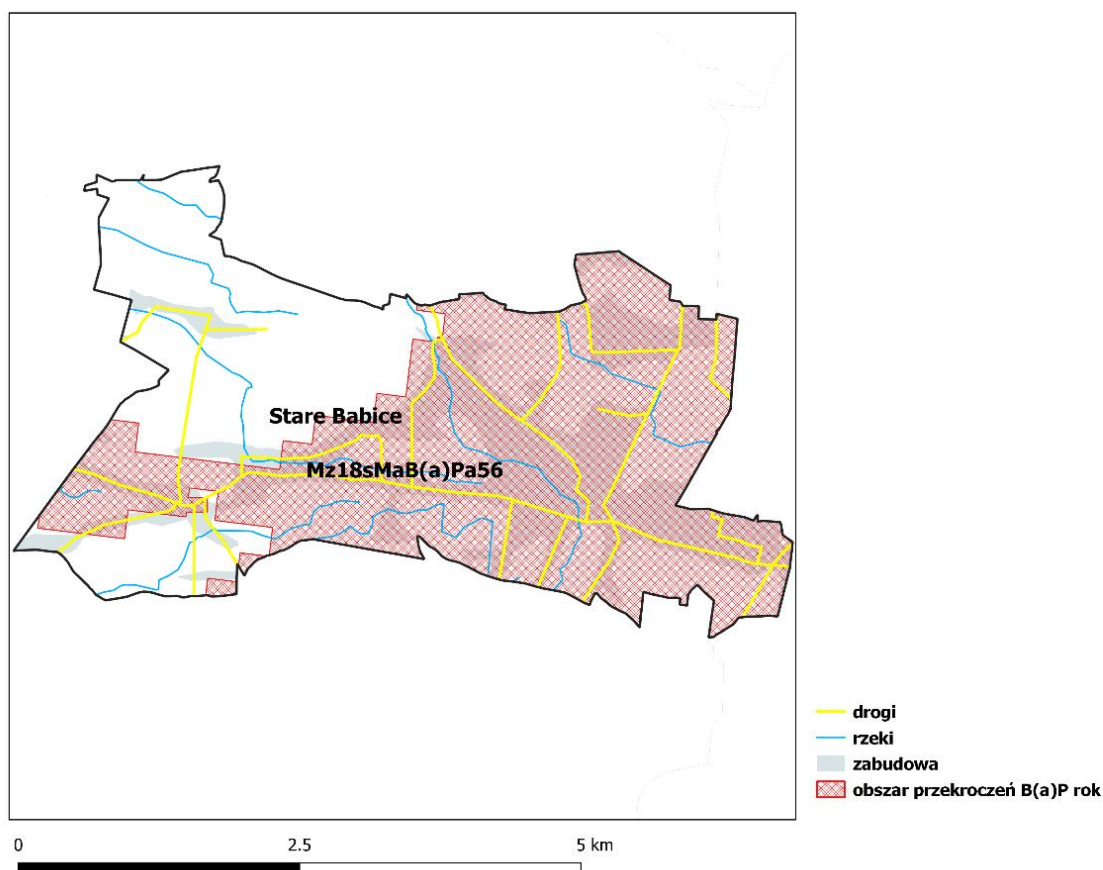 Stare Babice
Mz18sMaB(a)Pa56
drogi
rzeki
zabudowa
obszar przekroczeń B(a)P rok
0 2.5 5 km